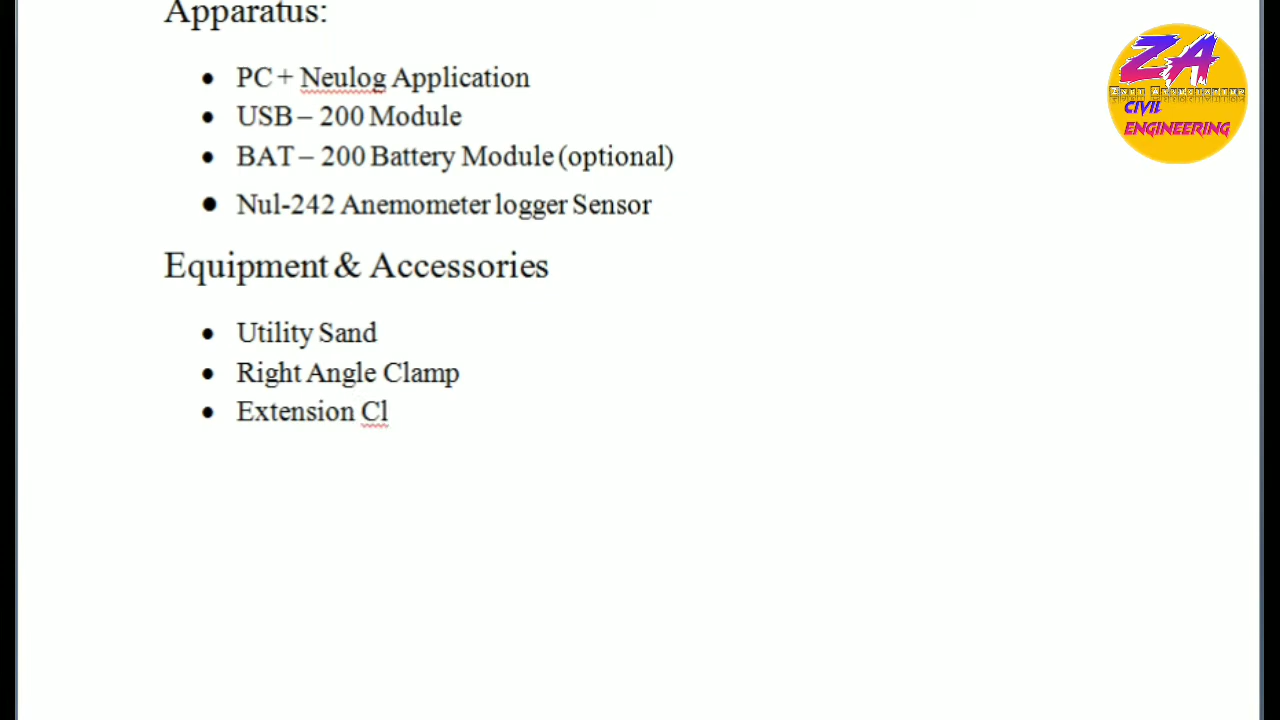 Apparatus:
PC + Neulog Application
USB – 200 Module
BAT – 200 Battery Module (optional)
Nul-242 Anemometer logger Sensor
Equipment & Accessories
Utility Sand
Right Angle Clamp
Extension Cl
ZA
CIVIL
ENGINEERING